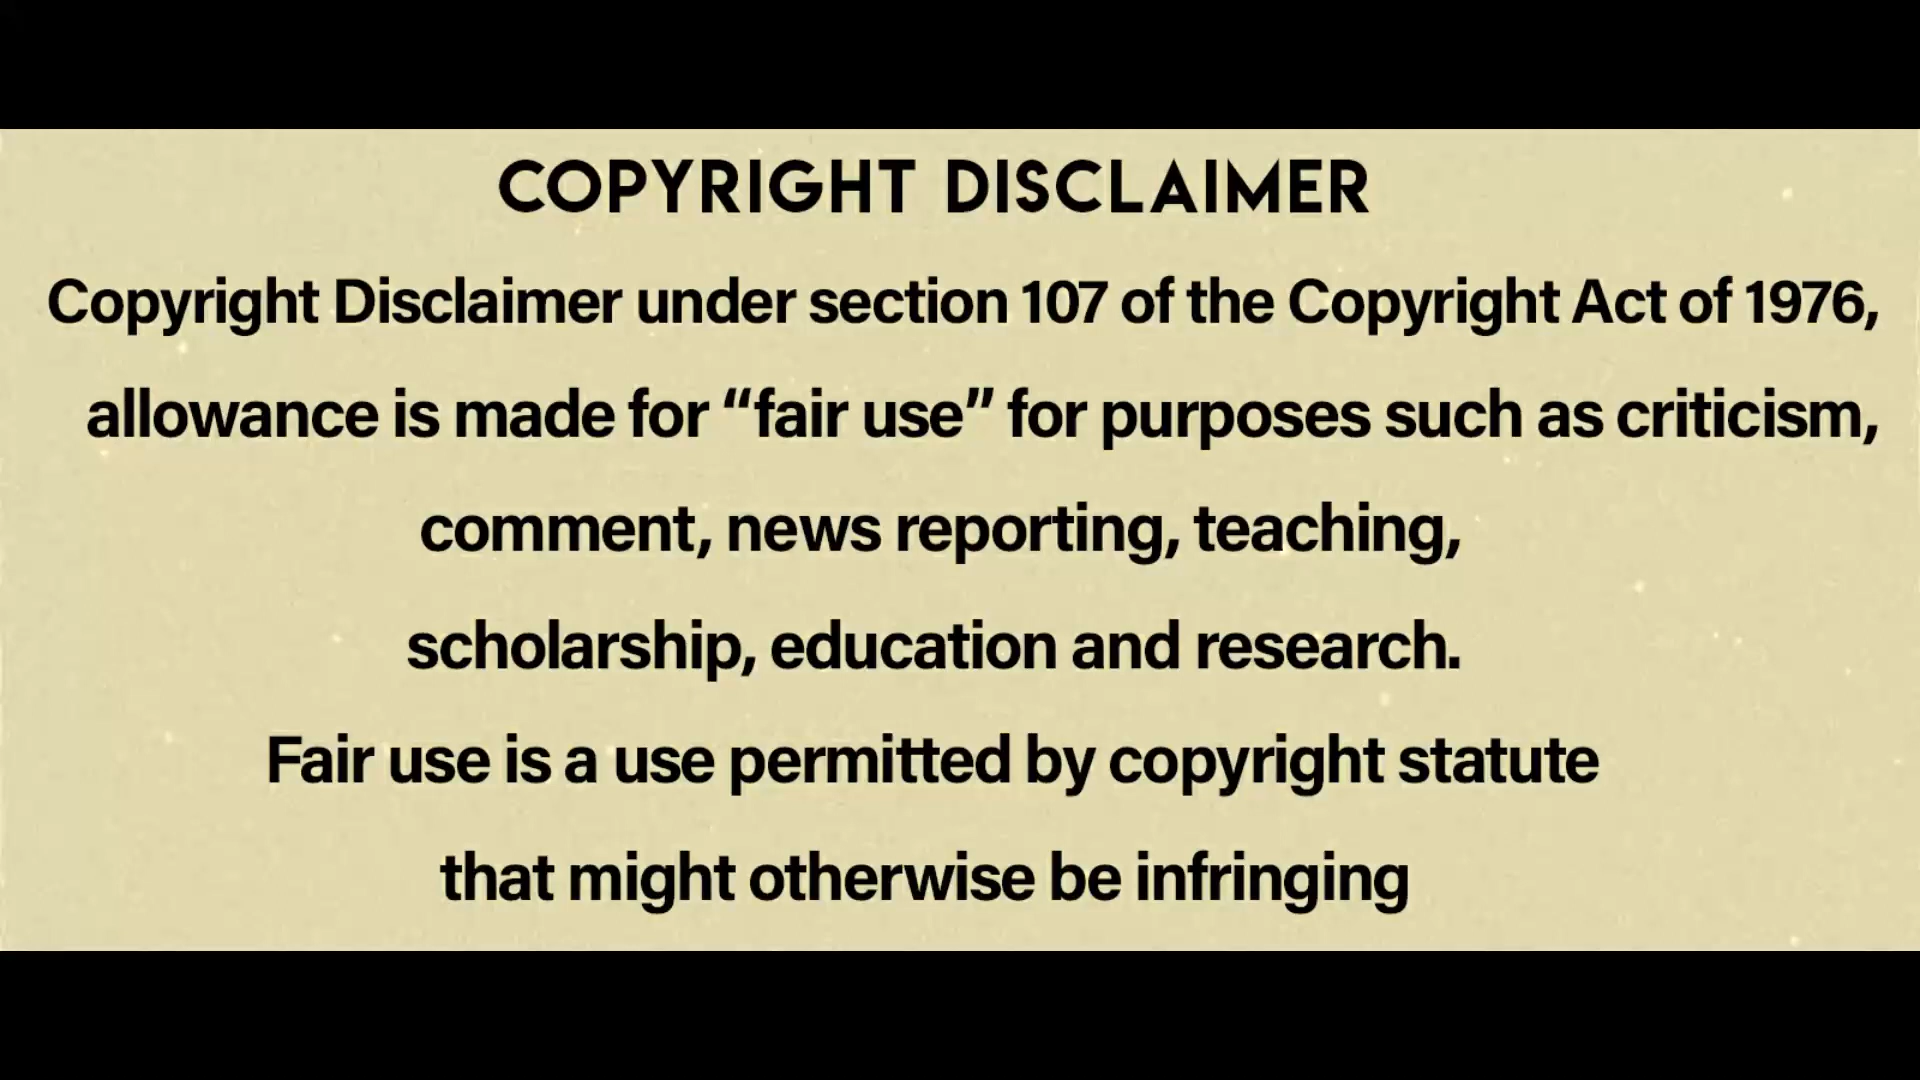 COPYRIGHT DISCLAIMER
Copyright Disclaimer under section 107 of the Copyright Act of 1976,
allowance is made for “fair use” for purposes such as criticism,
comment, news reporting, teaching,
scholarship, education and research.
Fair use is a use permitted by copyright statute
that might otherwise be infringing